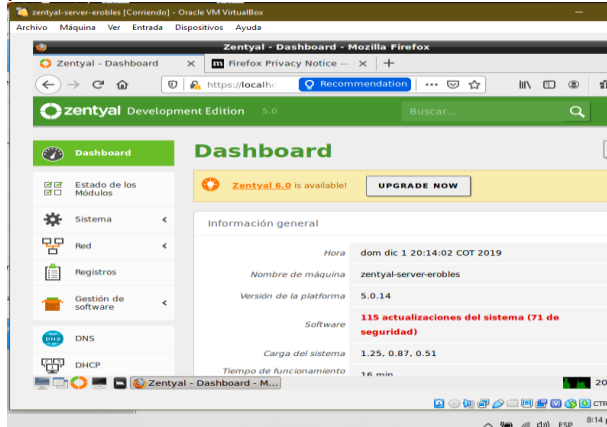 zentyal-server-erobles [Corriendo] - Oracle VM VirtualBox
Archivo Máquina Ver Entrada Dispositivos Ayuda
Zentyal - Dashboard - Mozilla Firefox
Zentyal - Dashboard
Firefox Privacy Notice —
https://localho
Recommendation
zentyal Development Edition 5.0
Buscar...
Dashboard
Estado de los
Módulos
Sistema
Red
Registros
Gestión de
software
DNS
DHCP
Dashboard
Zentyal 6.0 is available!
UPGRADE NOW
Información general
Hora dom dic 1 20:14:02 COT 2019
Nombre de máquina zentyal-server-erobles
Versión de la plataforma 5.0.14
Software 115 actualizaciones del sistema (71 de
seguridad)
Carga del sistema 1.25, 0.87, 0.51
Tiempo de funcionamiento 16 min
Zentyal - Dashboard - M...
20
CTR
ESP
8:14